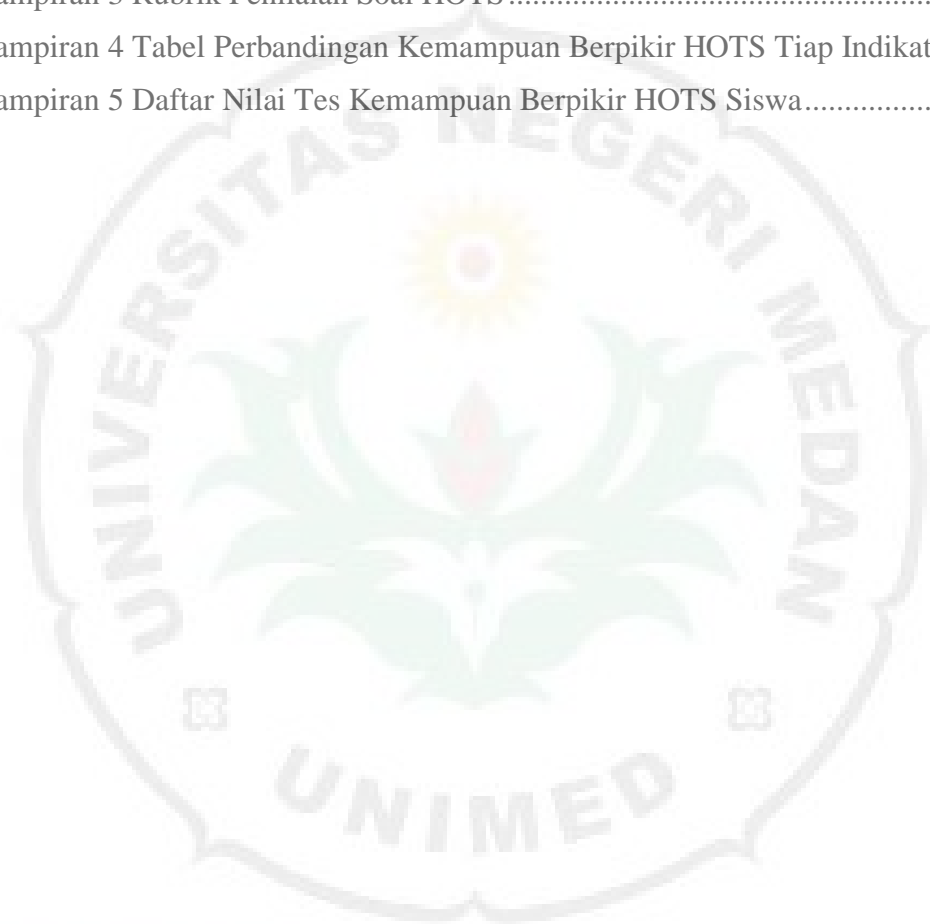 ampiran 3 Rubrik Penilaian Soal HOTS
ampiran 4 Tabel Perbandingan Kemampuan Berpikir HOTS Tiap Indikat
ampiran 5 Daftar Nilai Tes Kemampuan Berpikir HOTS Siswa
UNIVERSITAS NEGERI MEDAN
UNIMED